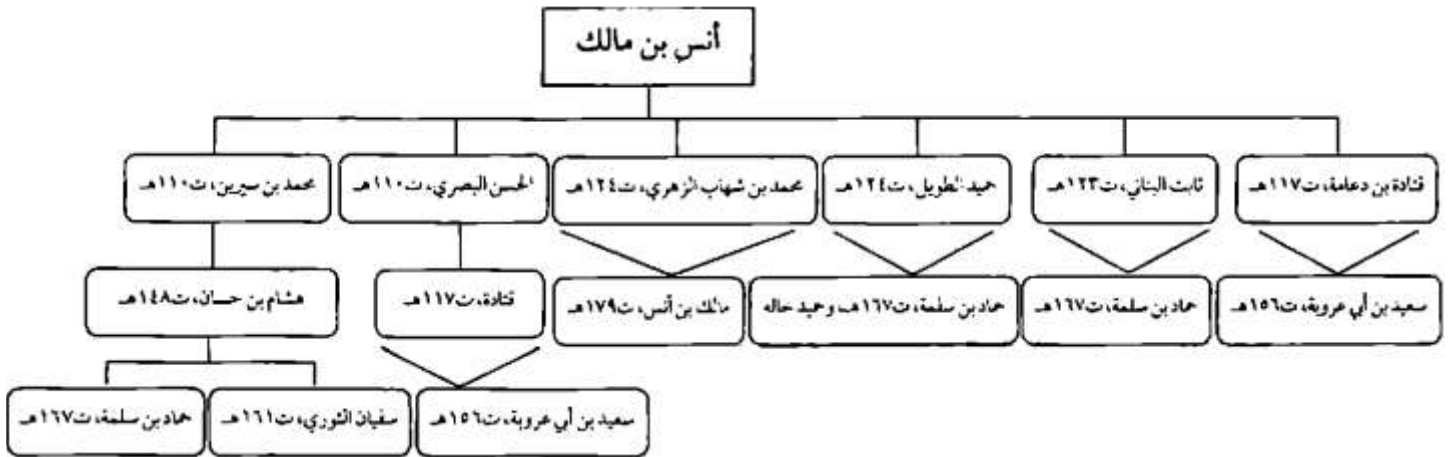 أنس بن مالك
قتادة بن دعامة، ت١١٧هـ
ثابت البناني، ت١٢٣هـ
حميد الطويل، ت١٢٤هـ
محمد بن شهاب الزهري، ت١٢٤هـ
الحسن البصري، ت١١٠هـ
محمد بن سيرين، ت١١٠هـ
سعيد بن أبي عروبة، ت١٥٦هـ
حماد بن سلمة، ت١٦٧هـ
حماد بن سلمة، ت١٦٧هـ، وحميد خاله
مالك بن أنس، ت١٧٩هـ
قتادة، ت١١٧هـ
هشام بن حسان، ت١٤٨هـ
سعيد بن أبي عروبة، ت١٥٦هـ
سفيان الثوري، ت١٦١هـ
حماد بن سلمة، ت١٦٧هـ